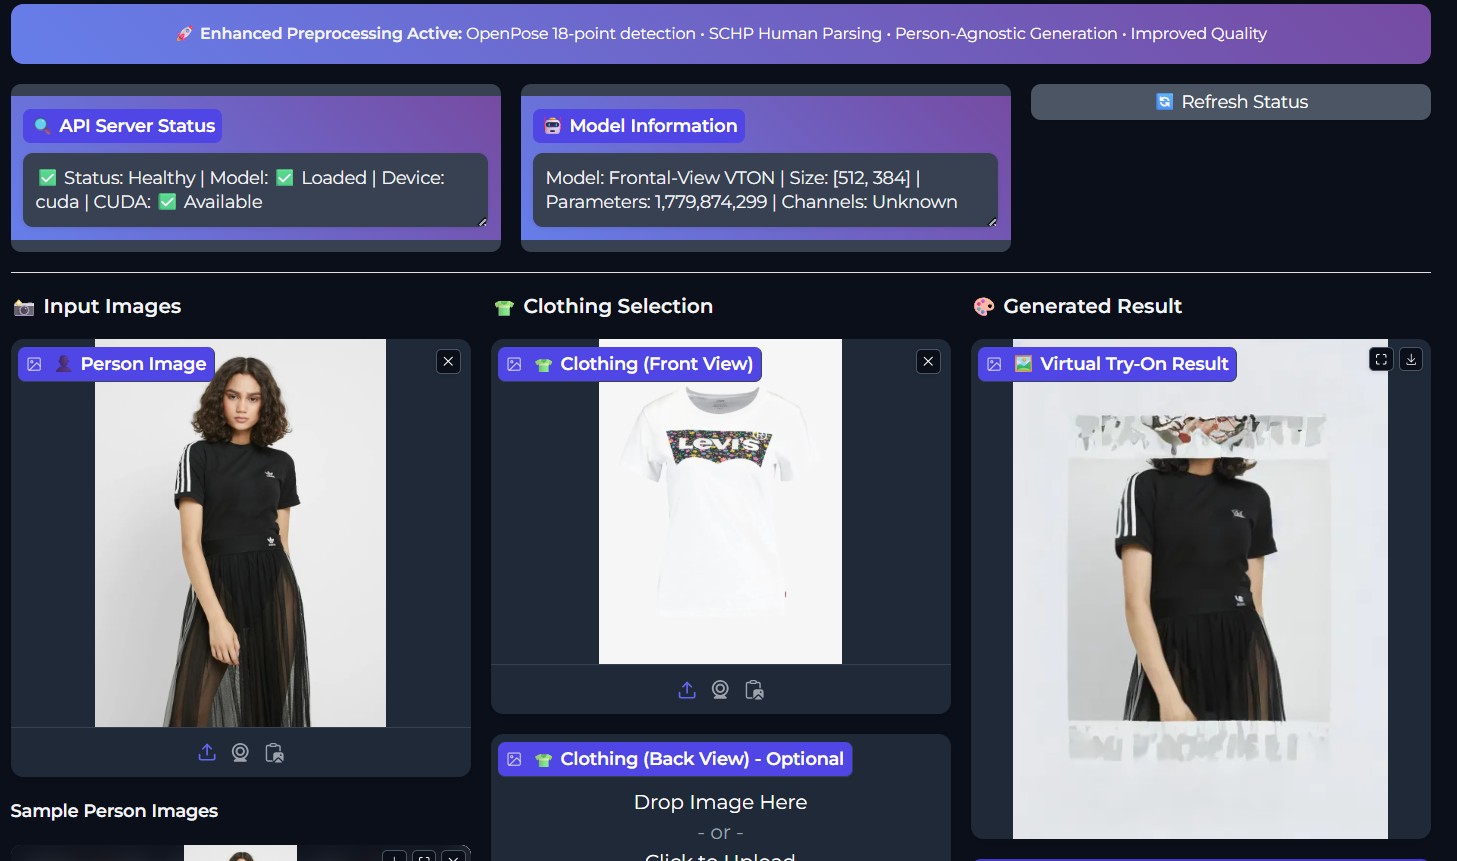 Enhanced Preprocessing Active: OpenPose 18-point detection • SCHP Human Parsing • Person-Agnostic Generation • Improved Quality
API Server Status
Status: Healthy | Model: ✅ Loaded | Device:
cuda | CUDA: ✅ Available
Model Information
Model: Frontal-View VTON | Size: [512, 384] |
Parameters: 1,779,874,299 | Channels: Unknown
Refresh Status
Input Images
Person Image
Sample Person Images
Clothing Selection
Clothing (Front View)
LEVI'S
Clothing (Back View) - Optional
Drop Image Here
- or -
Click to Upload
Generated Result
Virtual Try-On Result